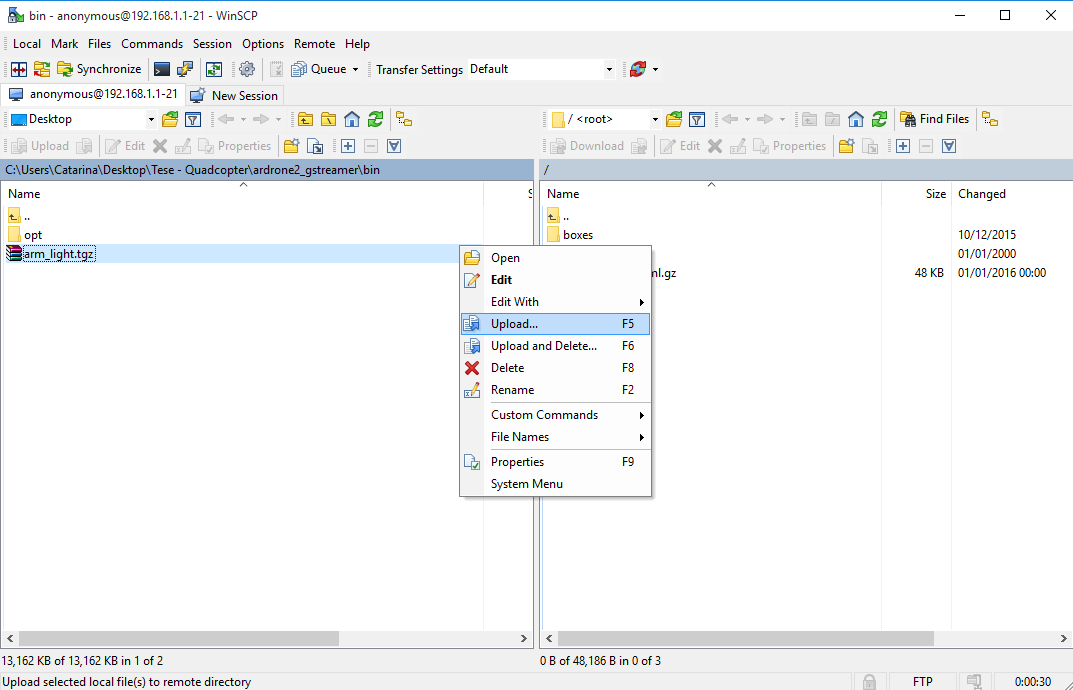 bin - anonymous@192.168.1.1-21 - WinSCP
Local Mark Files Commands Session Options Remote Help
Synchronize Queue Transfer Settings Default
anonymous@192.168.1.1-21 New Session
Desktop / <root> Find Files
Upload Edit Properties Download Edit Properties
C:\Users\Catarina\Desktop\Tese - Quadcopter\ardrone2_gstreamer\bin /
Name S Name Size Changed
.. ..
opt boxes 10/12/2015
arm_light.tgz 01/01/2000
ml.gz 48 KB 01/01/2016 00:00
Open
Edit
Edit With
Upload... F5
Upload and Delete... F6
Delete F8
Rename F2
Custom Commands
File Names
Properties F9
System Menu
13,162 KB of 13,162 KB in 1 of 2 0 B of 48,186 B in 0 of 3
Upload selected local file(s) to remote directory FTP 0:00:30